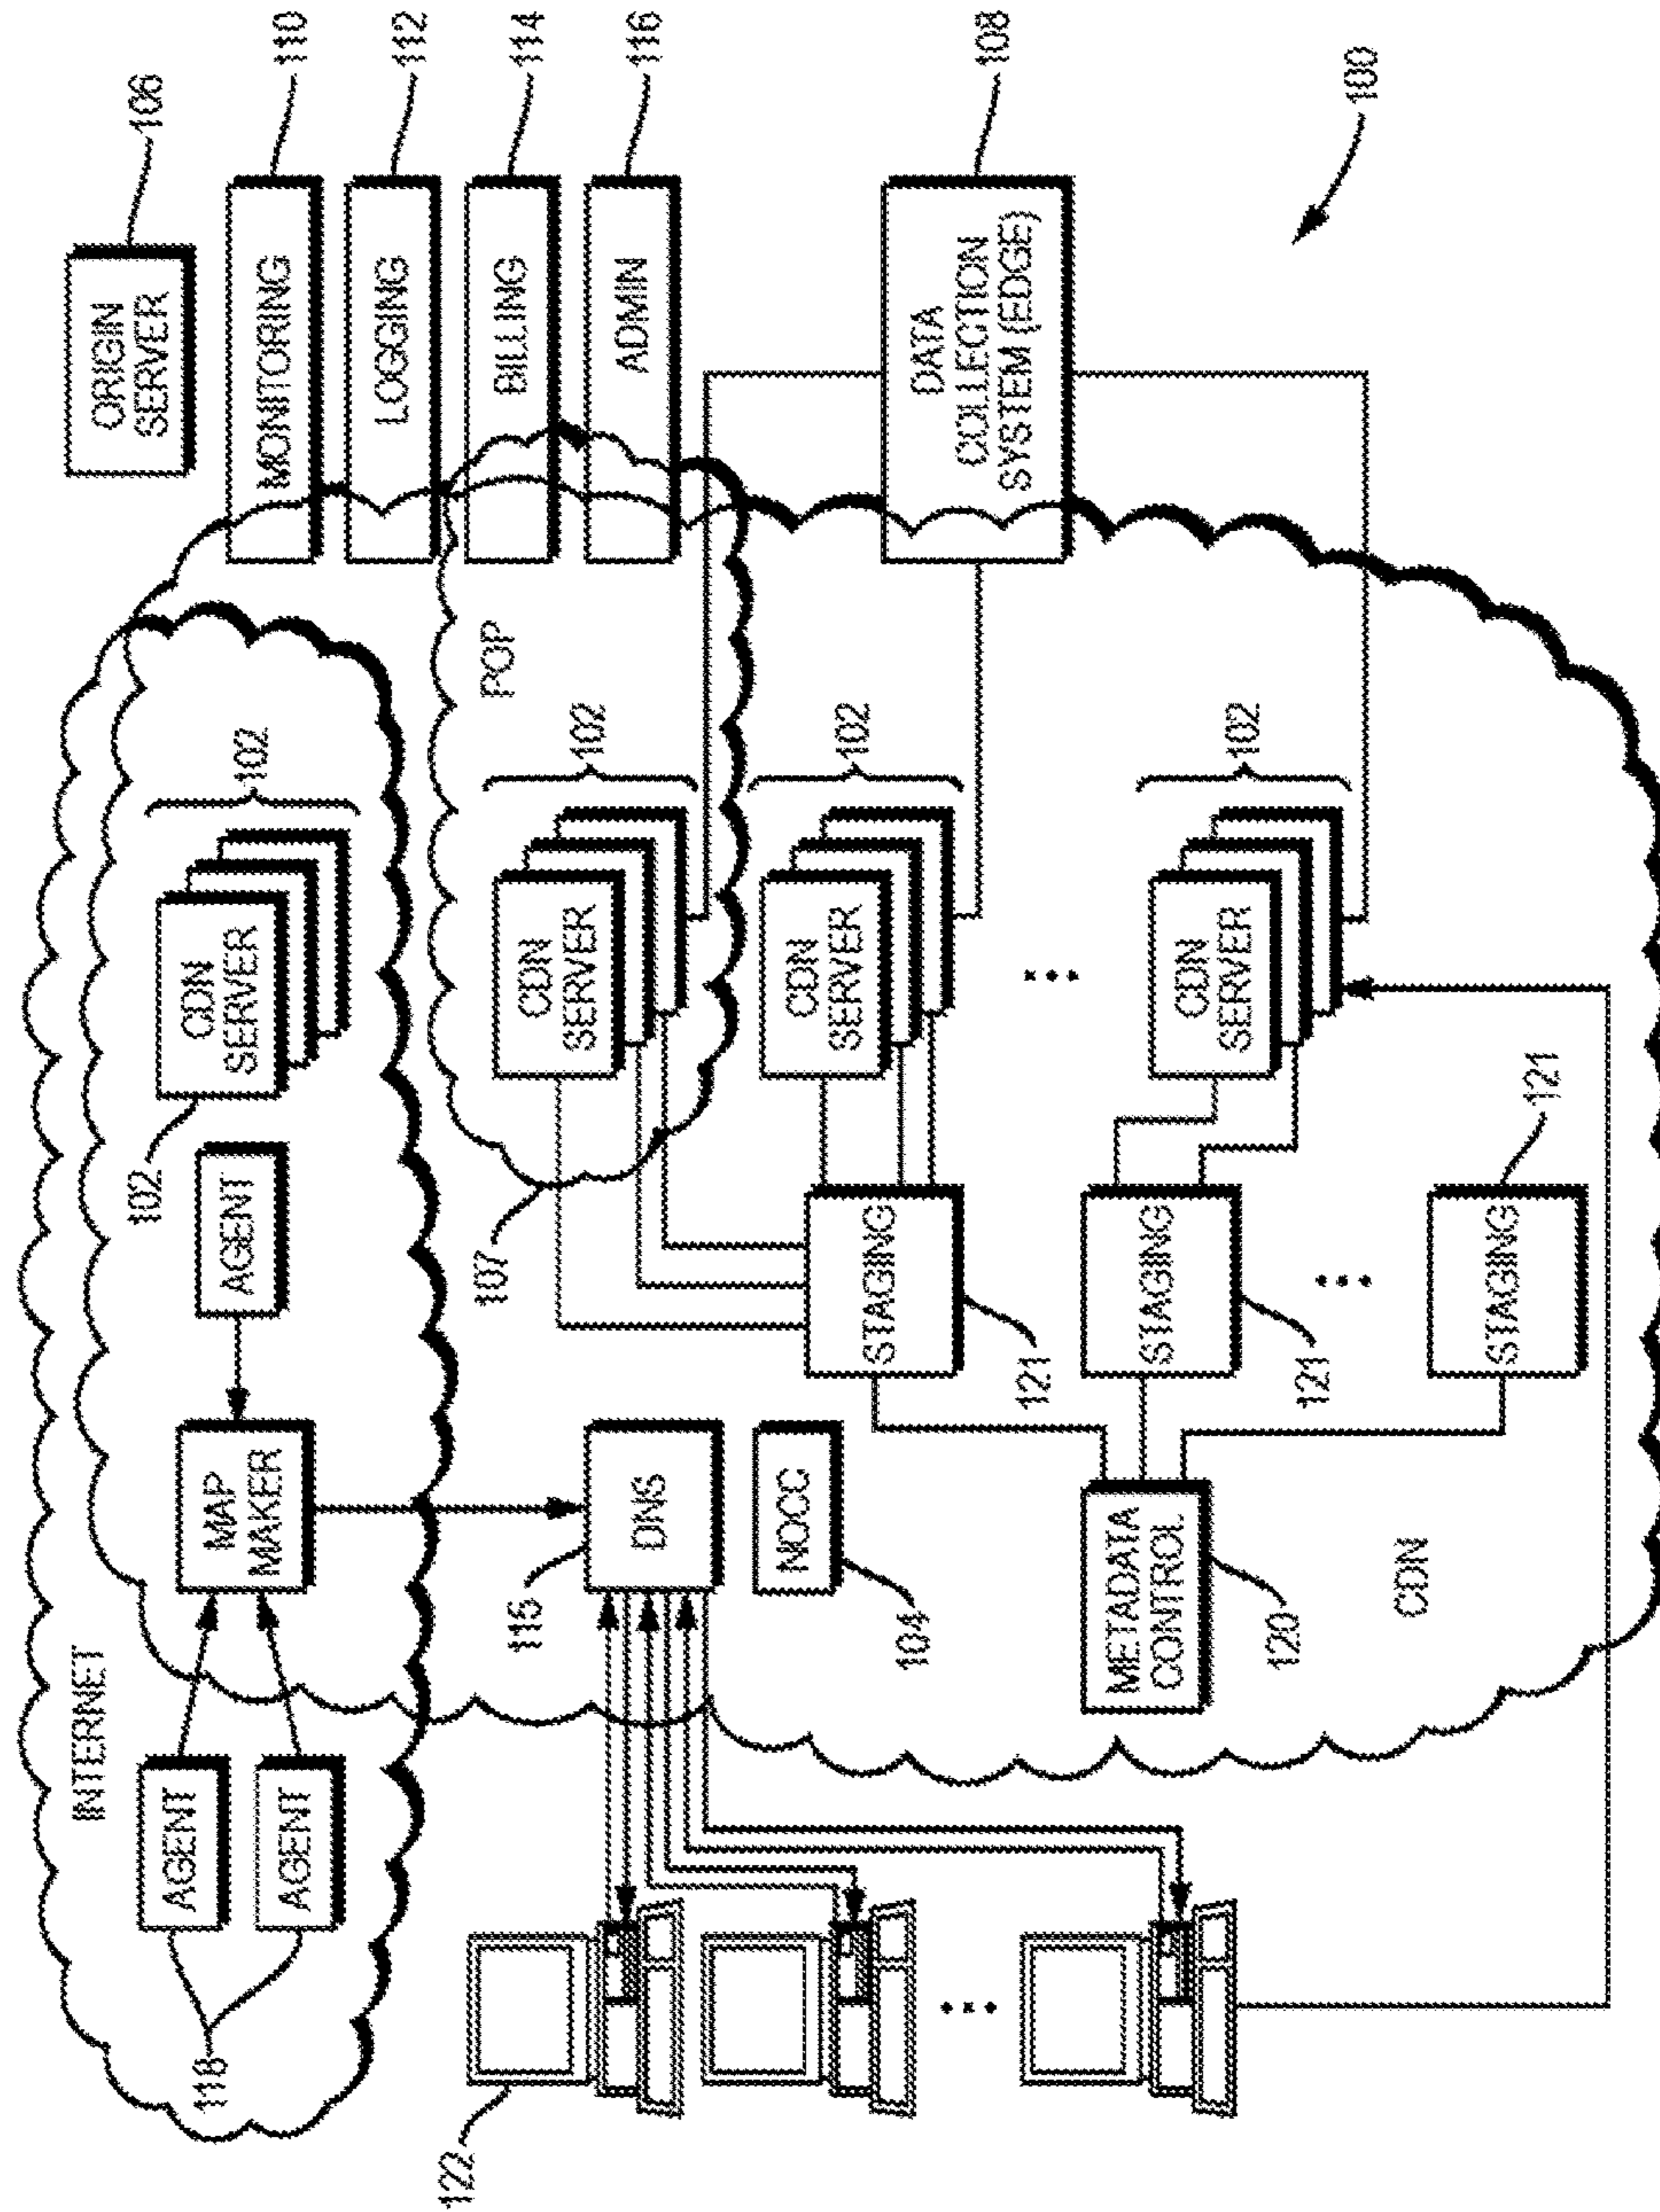 INTERNET
ORIGIN
SERVER
106
118
AGENT
AGENT
MAP
MAKER
AGENT
102
CDN
SERVER
102
MONITORING
110
LOGGING
112
BILLING
114
ADMIN
116
122
115
DNS
107
POP
CDN
SERVER
102
NOCC
104
STAGING
121
CDN
SERVER
102
DATA
COLLECTION
SYSTEM (EDGE)
108
METADATA
CONTROL
120
STAGING
121
CDN
SERVER
102
CDN
STAGING
121
100